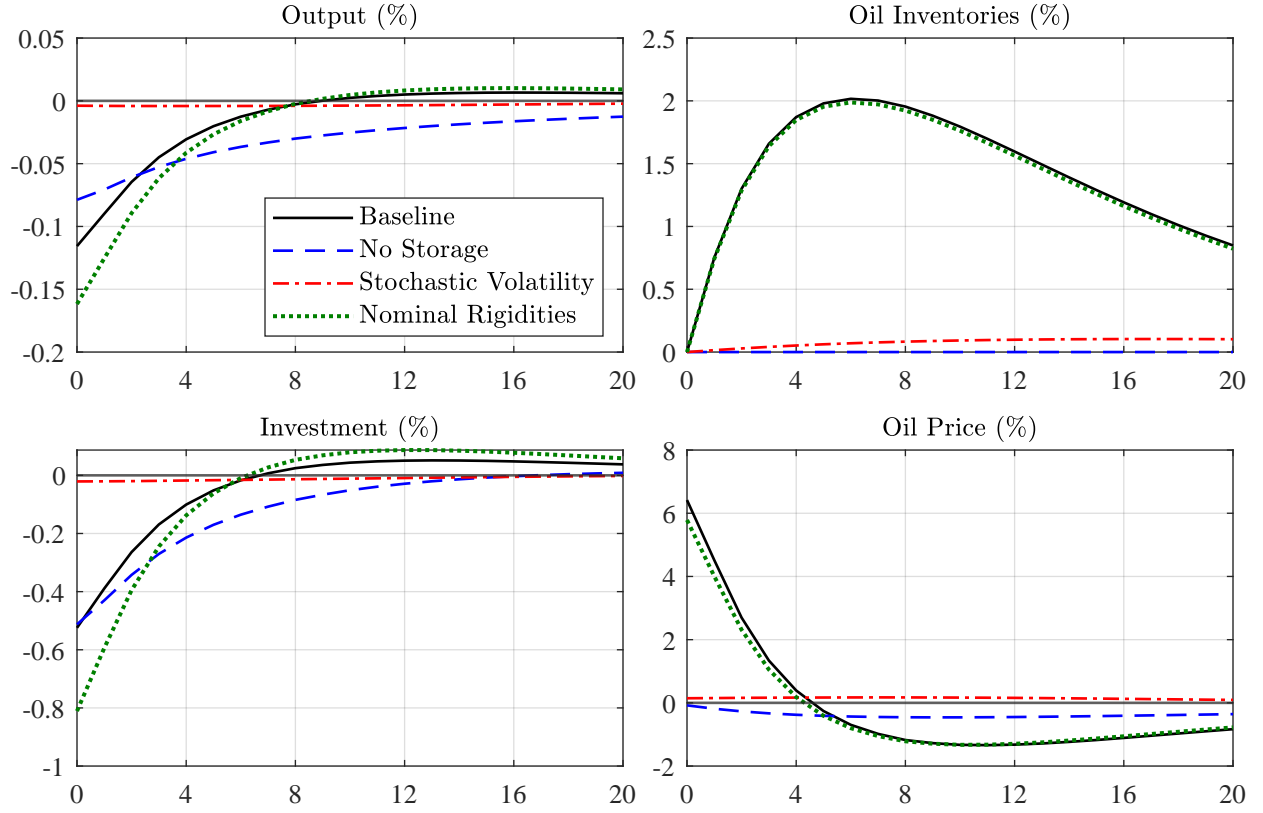 Output (%)
0.05
0
-0.05
-0.1
-0.15
-0.2
0 4 8 12 16 20
Baseline
No Storage
Stochastic Volatility
Nominal Rigidities
Oil Inventories (%)
2.5
2
1.5
1
0.5
0
0 4 8 12 16 20
Investment (%)
0
-0.2
-0.4
-0.6
-0.8
-1
0 4 8 12 16 20
Oil Price (%)
8
6
4
2
0
-2
0 4 8 12 16 20